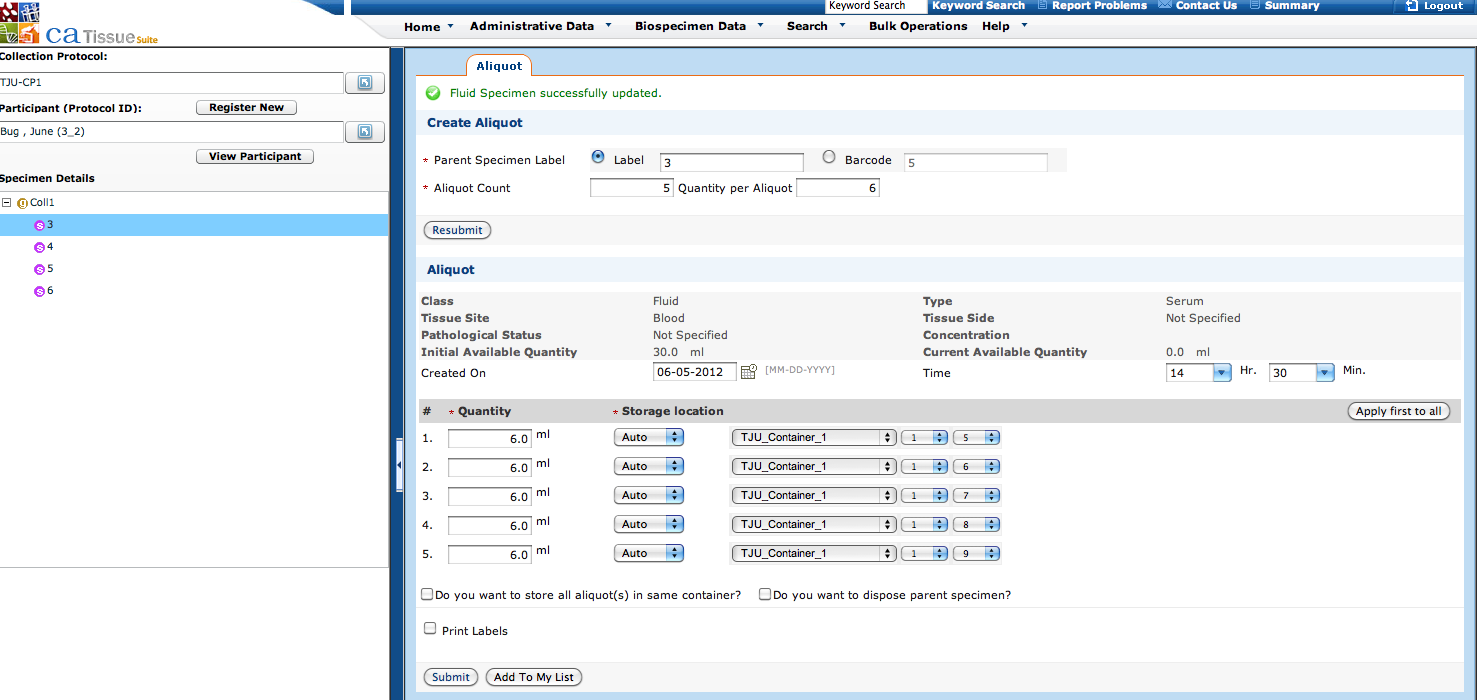 Keyword Search Keyword Search Report Problems Contact Us Summary Logout
ca Tissue Suite
Home Administrative Data Biospecimen Data Search Bulk Operations Help
Collection Protocol:
TJU-CP1
Participant (Protocol ID): Register New
Bug , June (3_2)
View Participant
Specimen Details
Coll1
S 3
S 4
S 5
S 6
Aliquot
Fluid Specimen successfully updated.
Create Aliquot
* Parent Specimen Label Label 3 Barcode 5
* Aliquot Count 5 Quantity per Aliquot 6
Resubmit
Aliquot
Class Fluid Type Serum
Tissue Site Blood Tissue Side Not Specified
Pathological Status Not Specified Concentration
Initial Available Quantity 30.0 ml Current Available Quantity 0.0 ml
Created On 06-05-2012 [MM-DD-YYYY] Time 14 Hr. 30 Min.
# * Quantity * Storage location Apply first to all
1. 6.0 ml Auto TJU_Container_1 1 5
2. 6.0 ml Auto TJU_Container_1 1 6
3. 6.0 ml Auto TJU_Container_1 1 7
4. 6.0 ml Auto TJU_Container_1 1 8
5. 6.0 ml Auto TJU_Container_1 1 9
Do you want to store all aliquot(s) in same container? Do you want to dispose parent specimen?
Print Labels
Submit Add To My List